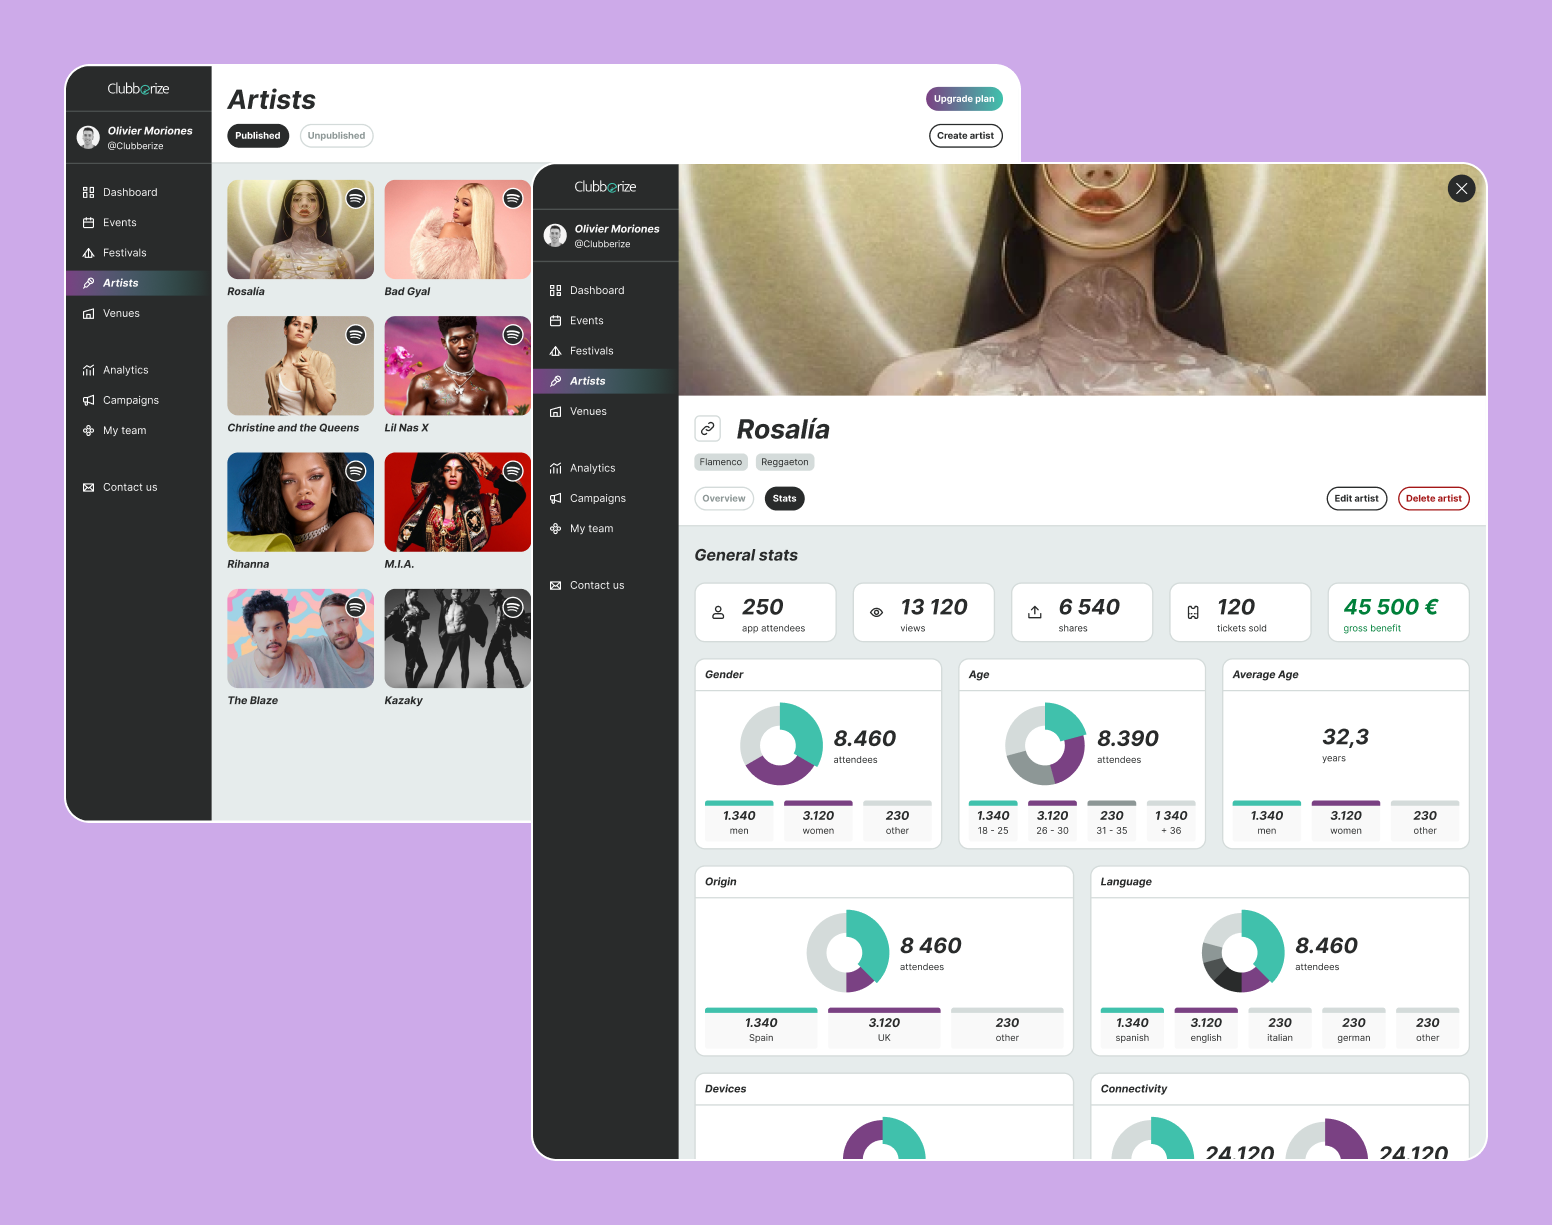 Clubberize
Olivier Moriones
@Clubberize
Dashboard
Events
Festivals
Artists
Venues
Analytics
Campaigns
My team
Contact us
Artists
Upgrade plan
Published
Unpublished
Create artist
Rosalía
Bad Gyal
Christine and the Queens
Lil Nas X
Rihanna
M.I.A.
The Blaze
Kazaky
Clubberize
Olivier Moriones
@Clubberize
Dashboard
Events
Festivals
Artists
Venues
Analytics
Campaigns
My team
Contact us
Rosalía
Flamenco
Reggaeton
Overview
Stats
Edit artist
Delete artist
General stats
250
app attendees
13 120
views
6 540
shares
120
tickets sold
45 500 €
gross benefit
Gender
8.460
attendees
1.340
men
3.120
women
230
other
Age
8.390
attendees
1.340
18 - 25
3.120
26 - 30
230
31 - 35
1 340
+ 36
Average Age
32,3
years
1.340
men
3.120
women
230
other
Origin
8 460
attendees
1.340
Spain
3.120
UK
230
other
Language
8.460
attendees
1.340
spanish
3.120
english
230
italian
230
german
230
other
Devices
Connectivity
24.120
24.120